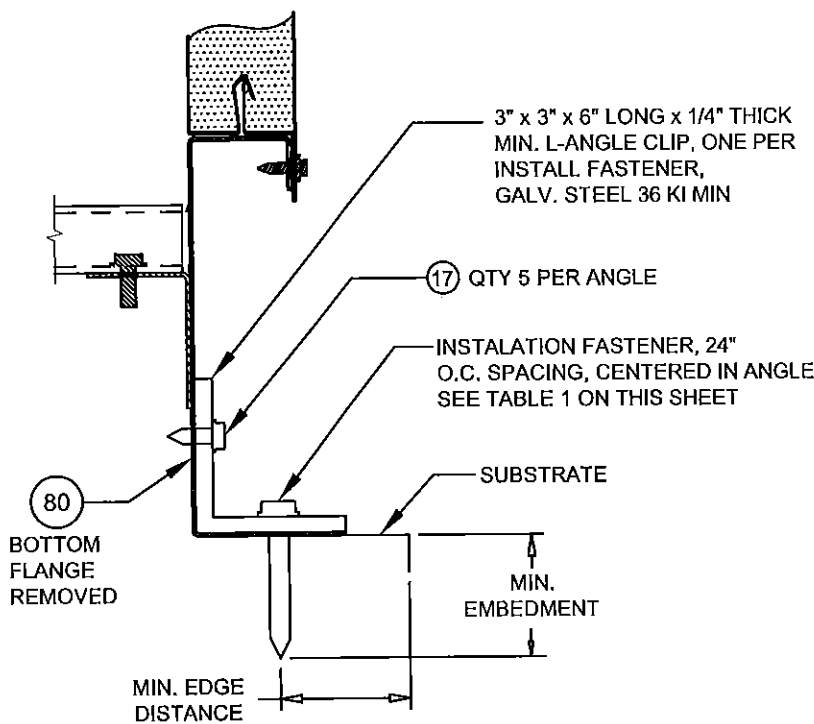 3" x 3" x 6" LONG x 1/4" THICK
MIN. L-ANGLE CLIP, ONE PER
INSTALL FASTENER,
GALV. STEEL 36 KI MIN
17 QTY 5 PER ANGLE
INSTALATION FASTENER, 24"
O.C. SPACING, CENTERED IN ANGLE
SEE TABLE 1 ON THIS SHEET
SUBSTRATE
80
BOTTOM
FLANGE
REMOVED
MIN.
EMBEDMENT
MIN. EDGE
DISTANCE